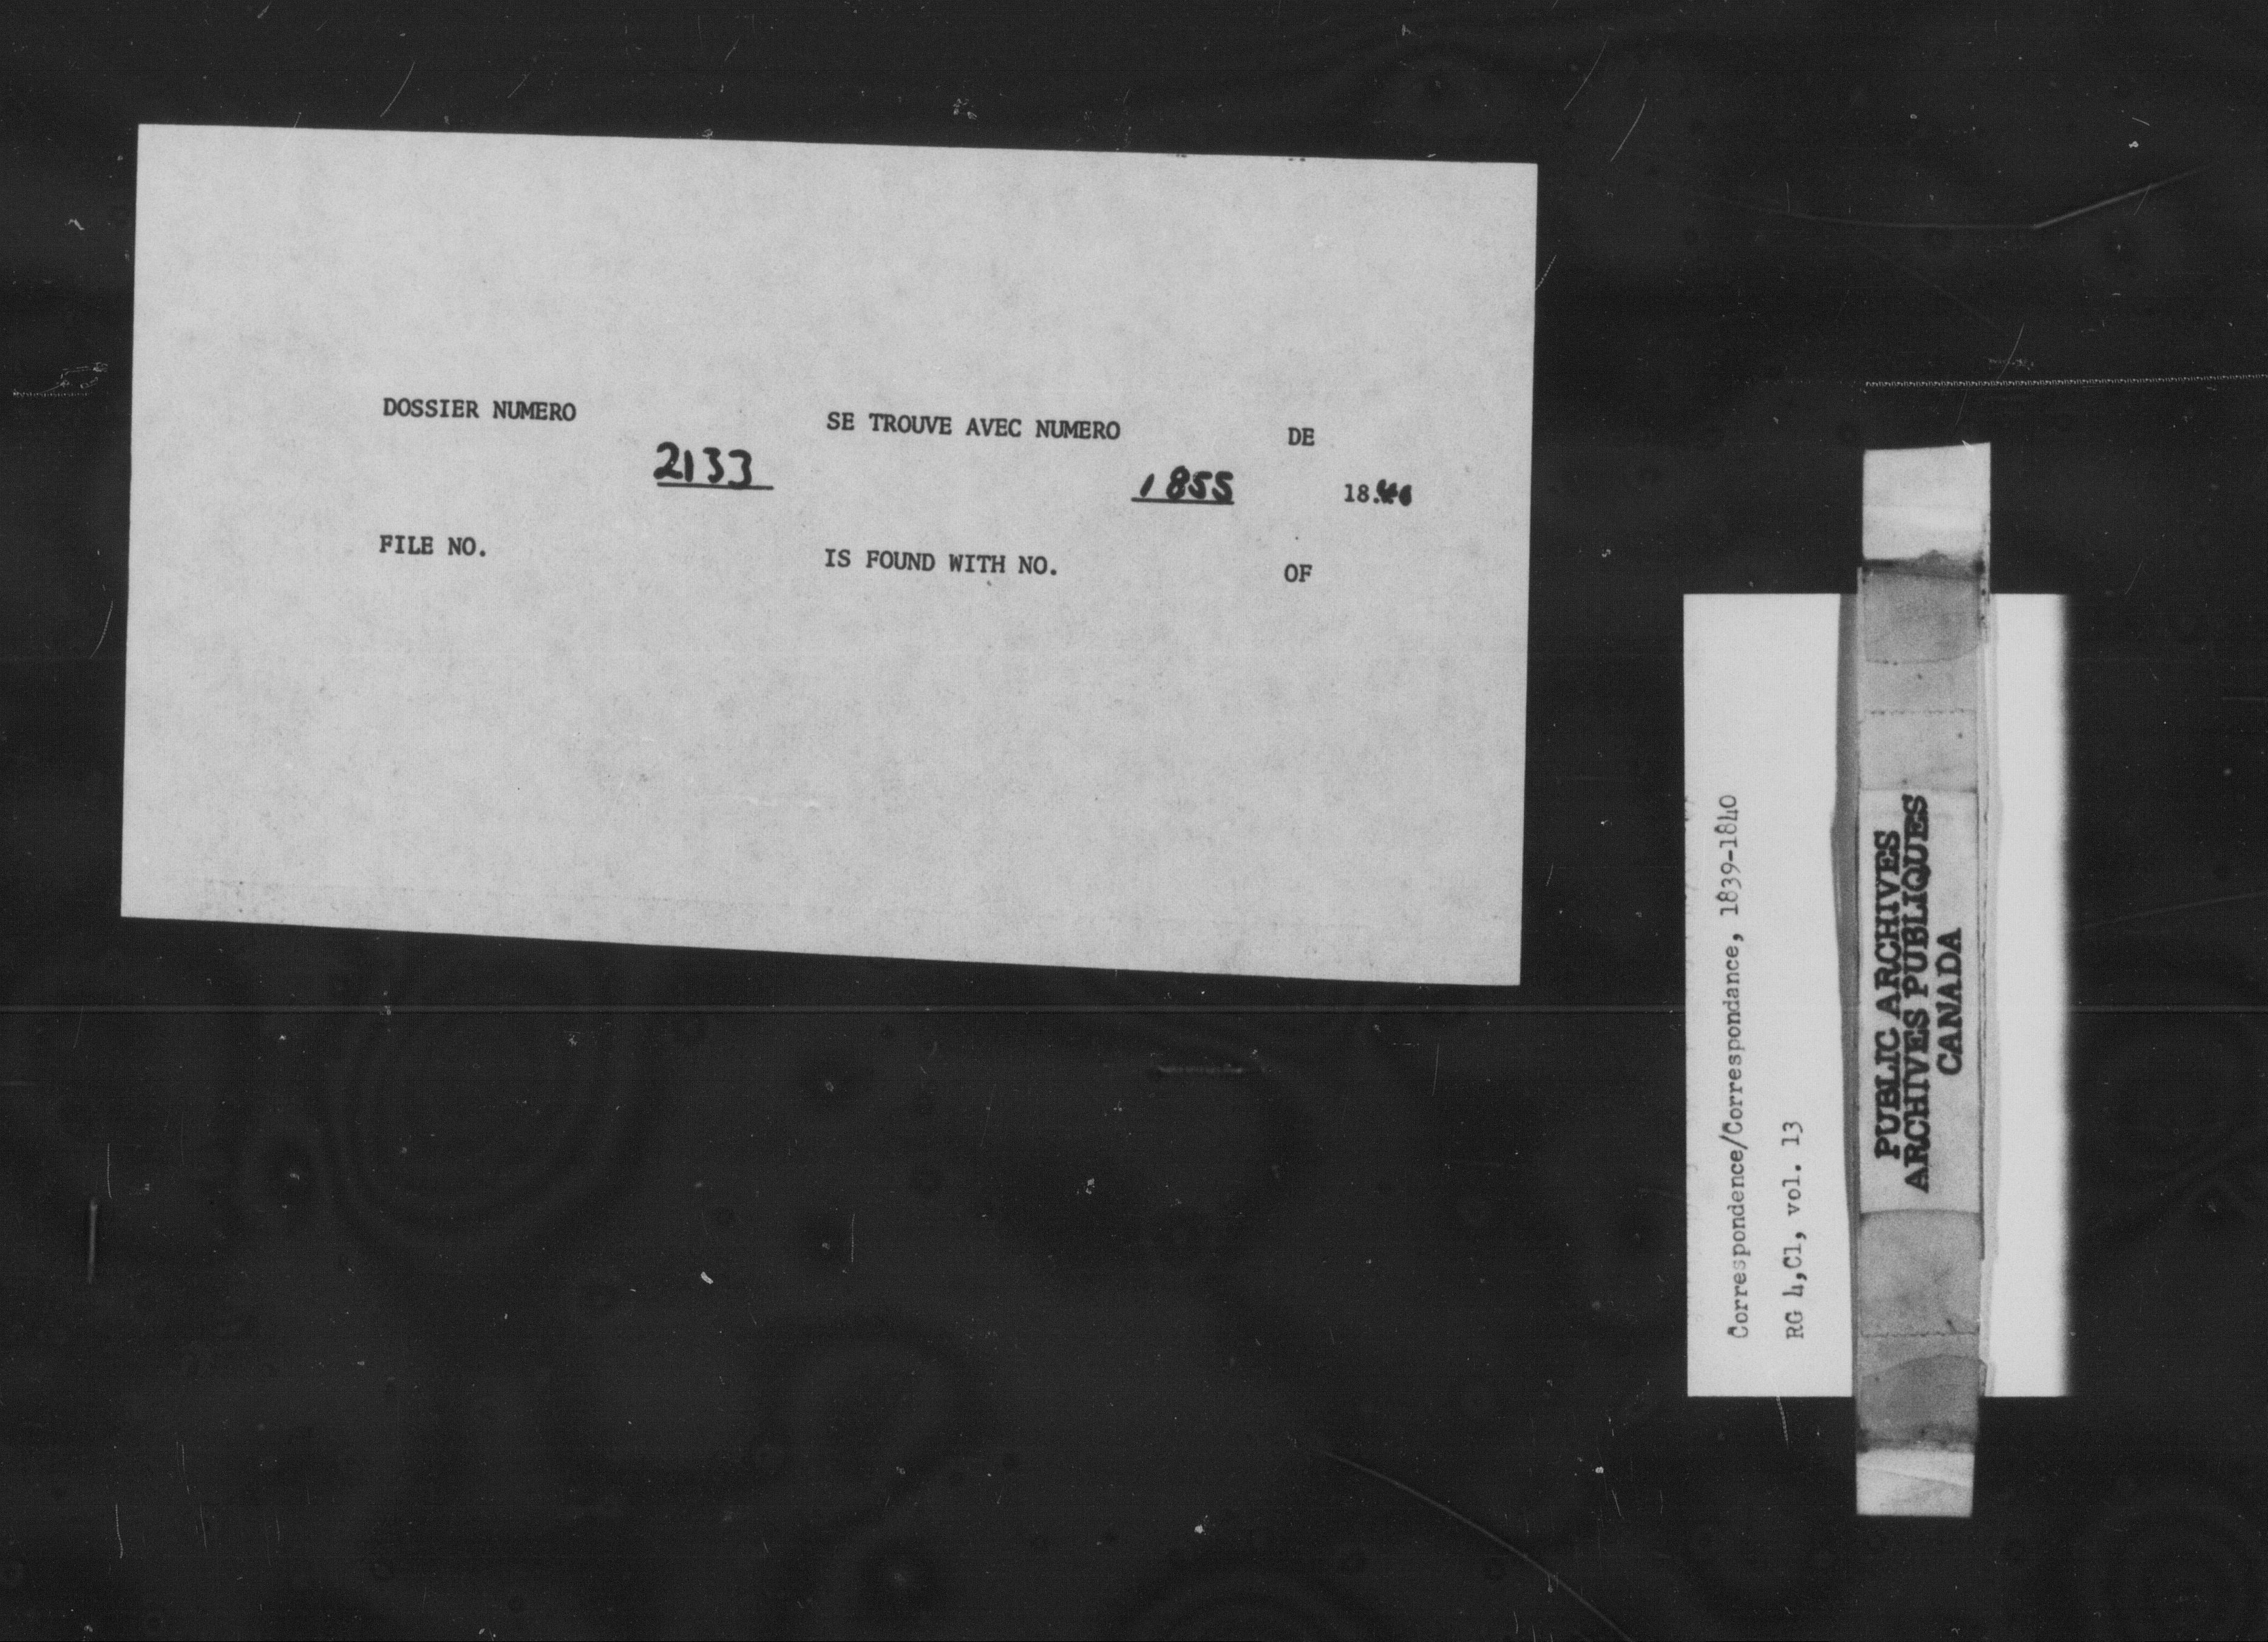 DOSSIER NUMERO SE TROUVE AVEC NUMERO DE
2133 1855 18.
FILE NO. IS FOUND WITH NO. OF
Correspondence/Correspondance, 1839-1840
RG 4,C1, vol. 13
PUBLIC ARCHIVES
ARCHIVES PUBLIQUES
CANADA